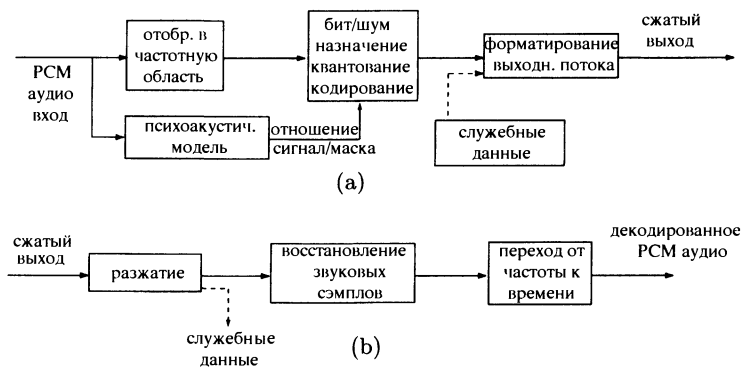 PCM
аудио
вход
отобр. в
частотную
область
психоакустич.
модель
отношение
сигнал/маска
бит/шум
назначение
квантование
кодирование
форматирование
выходн. потока
служебные
данные
сжатый
выход
(a)
сжатый
выход
разжатие
служебные
данные
восстановление
звуковых
сэмплов
переход от
частоты к
времени
декодированное
PCM аудио
(b)